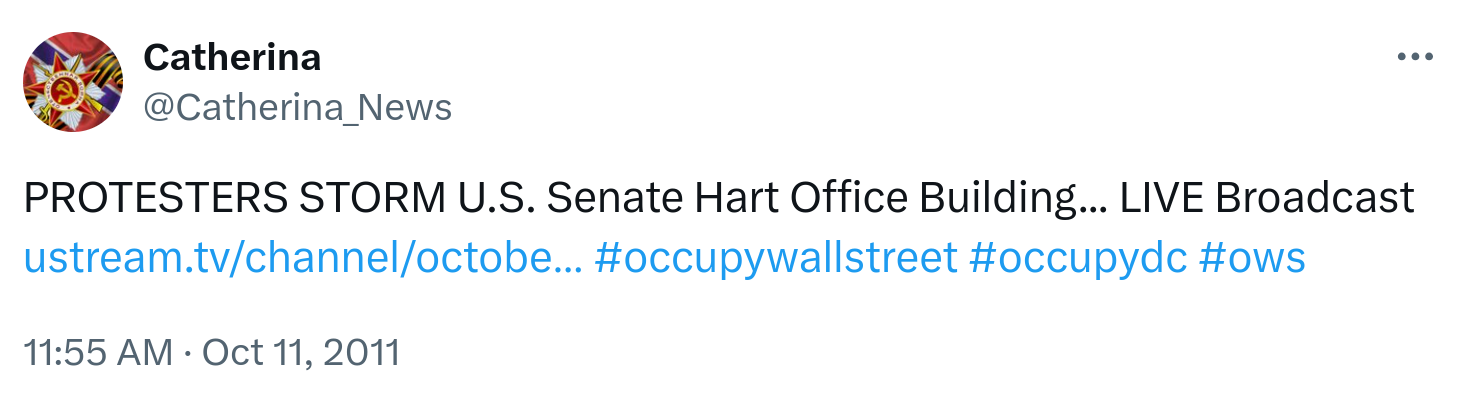 Catherina
@Catherina_News
PROTESTERS STORM U.S. Senate Hart Office Building... LIVE Broadcast
ustream.tv/channel/octobe... #occupywallstreet #occupydc #ows
11:55 AM · Oct 11, 2011